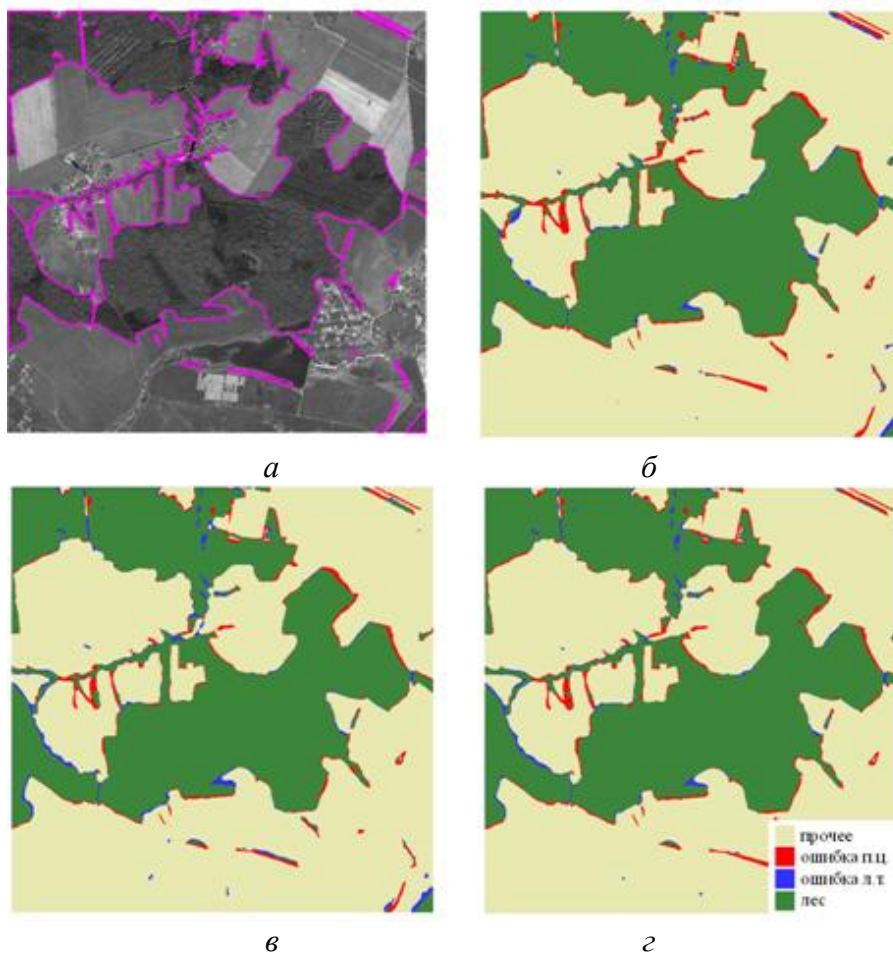 а
б
прочее
ошибка п.ц.
ошибка л.т.
лес
в
г